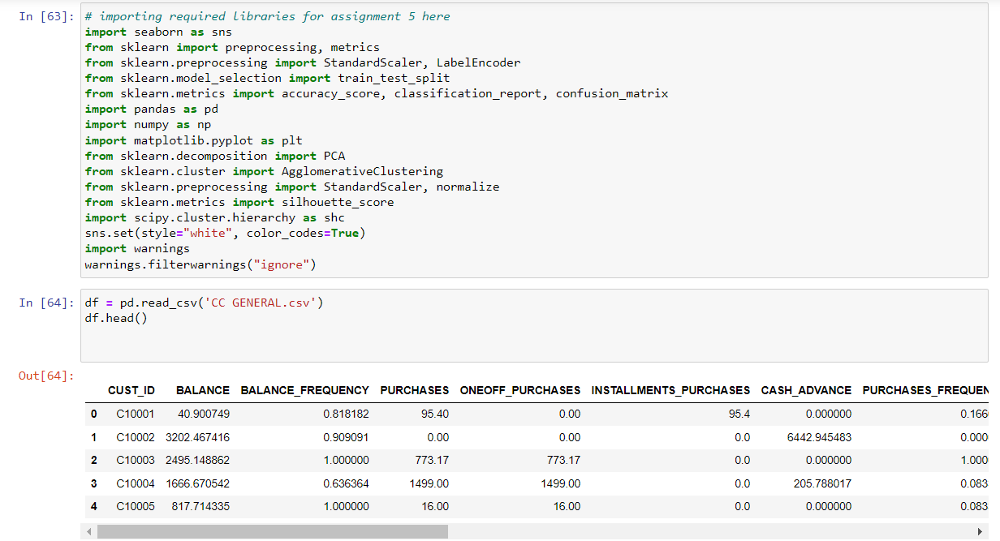 In [63]: # importing required libraries for assignment 5 here
import seaborn as sns
from sklearn import preprocessing, metrics
from sklearn.preprocessing import StandardScaler, LabelEncoder
from sklearn.model_selection import train_test_split
from sklearn.metrics import accuracy_score, classification_report, confusion_matrix
import pandas as pd
import numpy as np
import matplotlib.pyplot as plt
from sklearn.decomposition import PCA
from sklearn.cluster import AgglomerativeClustering
from sklearn.preprocessing import StandardScaler, normalize
from sklearn.metrics import silhouette_score
import scipy.cluster.hierarchy as shc
sns.set(style="white", color_codes=True)
import warnings
warnings.filterwarnings("ignore")
In [64]: df = pd.read_csv('CC GENERAL.csv')
df.head()
Out[64]:
CUST_ID BALANCE BALANCE_FREQUENCY PURCHASES ONEOFF_PURCHASES INSTALLMENTS_PURCHASES CASH_ADVANCE PURCHASES_FREQUEN
0 C10001 40.900749 0.818182 95.40 0.00 95.4 0.000000 0.166
1 C10002 3202.467416 0.909091 0.00 0.00 0.0 6442.945483 0.000
2 C10003 2495.148862 1.000000 773.17 773.17 0.0 0.000000 1.000
3 C10004 1666.670542 0.636364 1499.00 1499.00 0.0 205.788017 0.083
4 C10005 817.714335 1.000000 16.00 16.00 0.0 0.000000 0.083